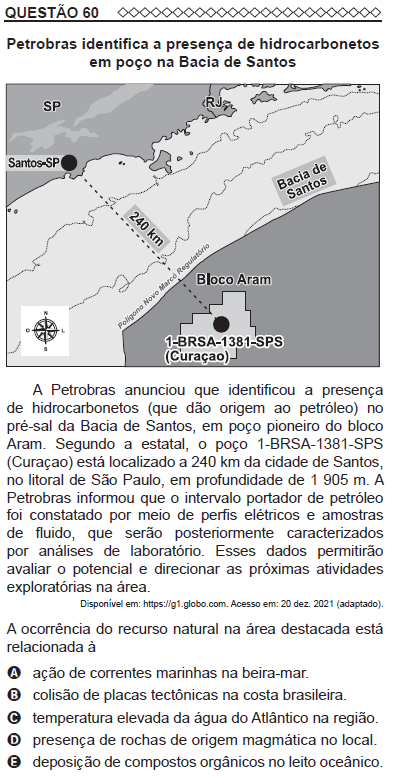 QUESTÃO 60
Petrobras identifica a presença de hidrocarbonetos
em poço na Bacia de Santos
SP
RJ
Santos-SP
Bacia de
Santos
240 km
Polígono Novo Marco Regulatório
Bloco Aram
N
O
L
S
1-BRSA-1381-SPS
(Curaçao)
A Petrobras anunciou que identificou a presença
de hidrocarbonetos (que dão origem ao petróleo) no
pré-sal da Bacia de Santos, em poço pioneiro do bloco
Aram. Segundo a estatal, o poço 1-BRSA-1381-SPS
(Curaçao) está localizado a 240 km da cidade de Santos,
no litoral de São Paulo, em profundidade de 1 905 m. A
Petrobras informou que o intervalo portador de petróleo
foi constatado por meio de perfis elétricos e amostras
de fluido, que serão posteriormente caracterizados
por análises de laboratório. Esses dados permitirão
avaliar o potencial e direcionar as próximas atividades
exploratórias na área.
Disponível em: https://g1.globo.com. Acesso em: 20 dez. 2021 (adaptado).
A ocorrência do recurso natural na área destacada está
relacionada à
A ação de correntes marinhas na beira-mar.
B colisão de placas tectônicas na costa brasileira.
C temperatura elevada da água do Atlântico na região.
D presença de rochas de origem magmática no local.
E deposição de compostos orgânicos no leito oceânico.